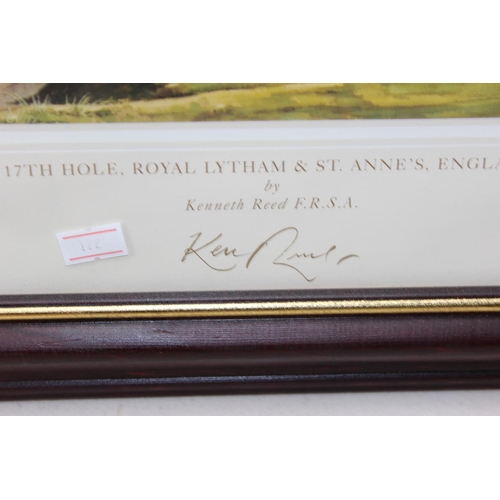 17TH HOLE, ROYAL LYTHAM & ST. ANNE'S, ENGLA
by
Kenneth Reed F.R.S.A.
Ken Reed